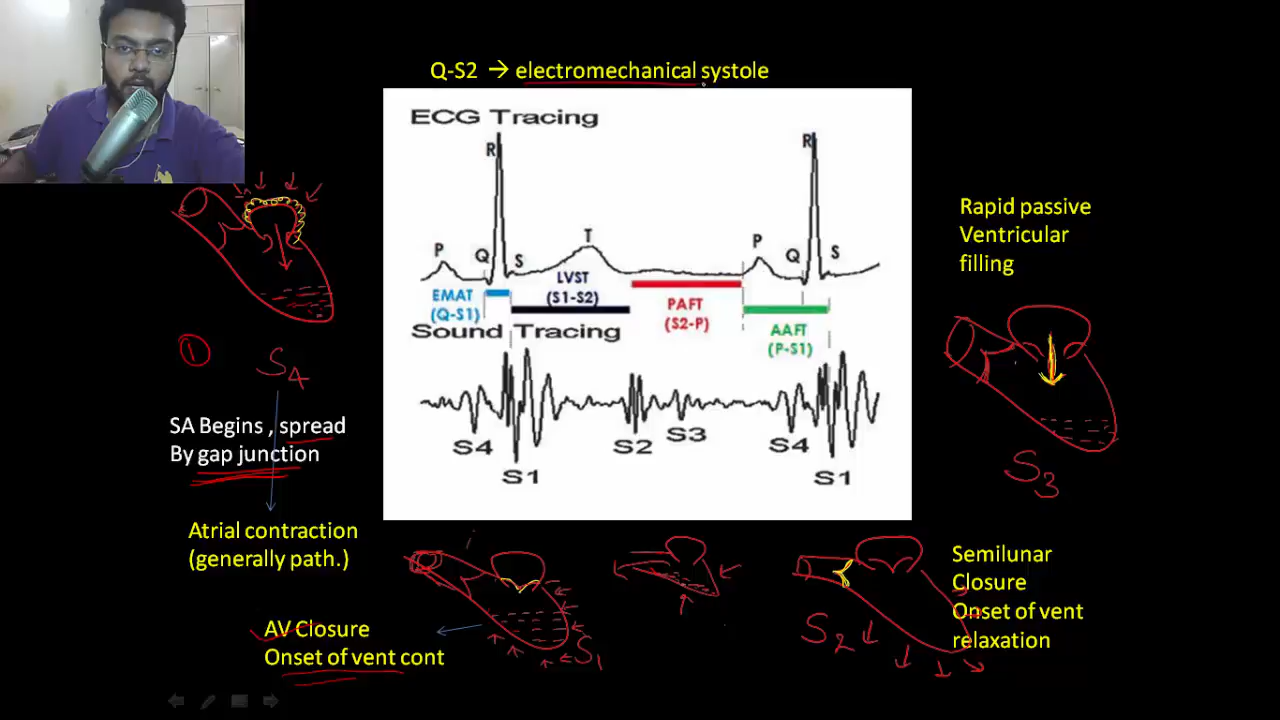 Q-S2 → electromechanical systole
ECG Tracing
R
R
P
Q
S
T
P
Q
S
EMAT
(Q-S1)
LVST
(S1-S2)
PAFT
(S2-P)
AAFT
(P-S1)
Sound Tracing
S4
S1
S2
S3
S4
S1
1
S4
SA Begins , spread
By gap junction
Atrial contraction
(generally path.)
AV Closure
Onset of vent cont
S1
S2
Semilunar
Closure
Onset of vent
relaxation
Rapid passive
Ventricular
filling
S3